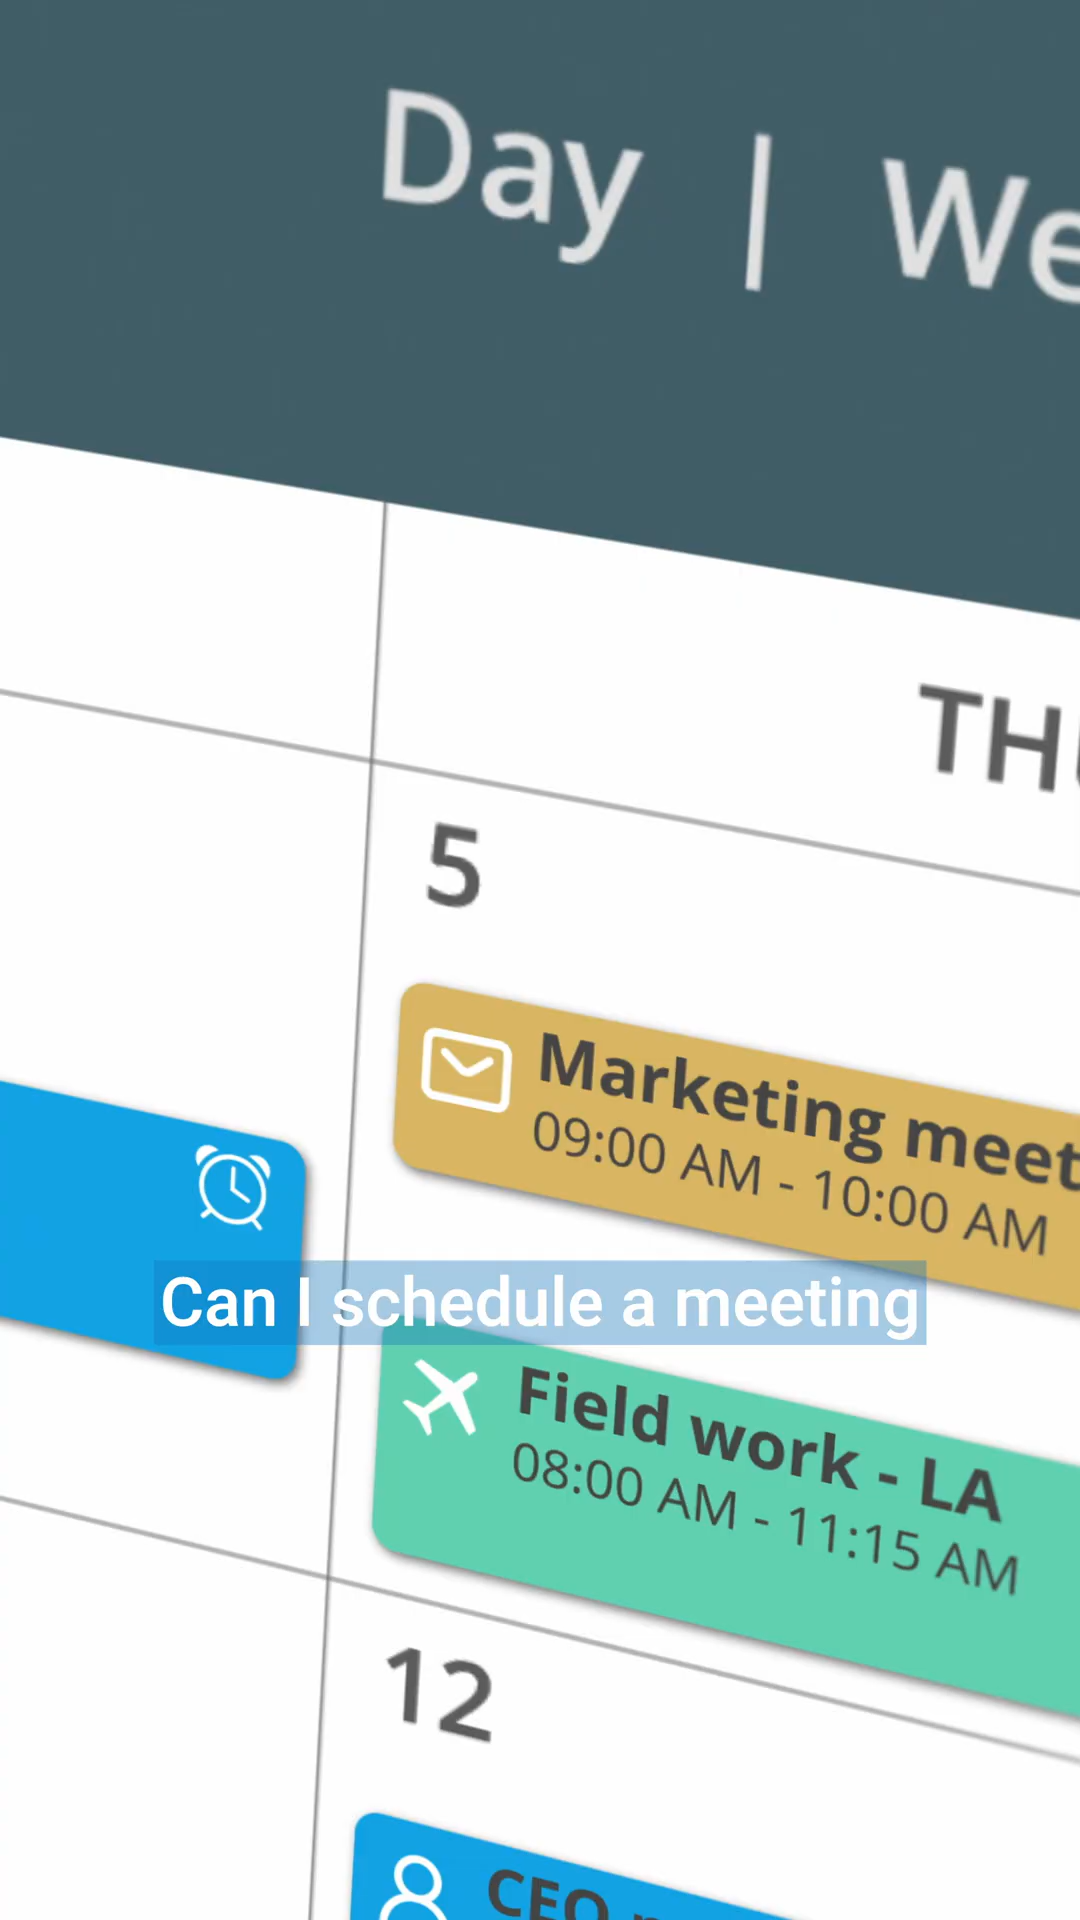 Day | We
THU
5
Marketing meet
09:00 AM - 10:00 AM
Can I schedule a meeting
Field work - LA
08:00 AM - 11:15 AM
12
CEO